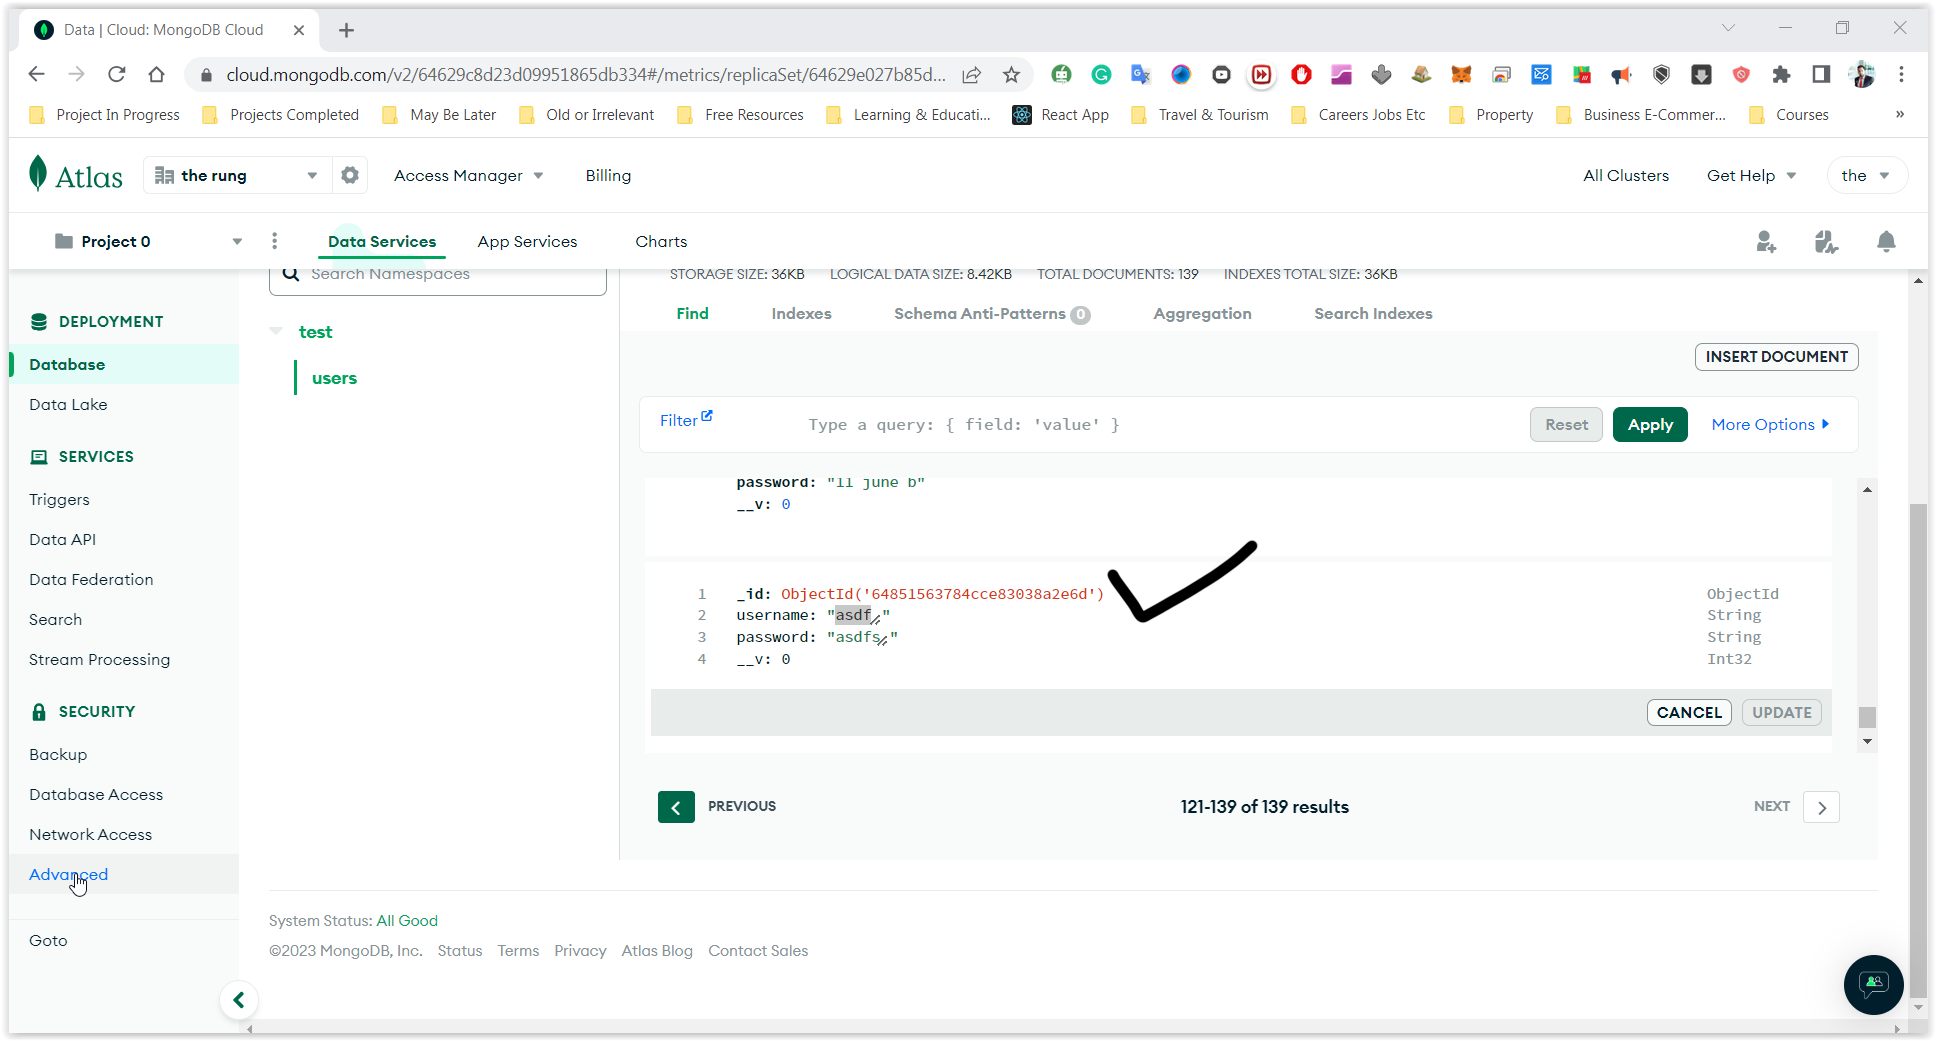 Data | Cloud: MongoDB Cloud
cloud.mongodb.com/v2/64629c8d23d09951865db334#/metrics/replicaSet/64629e027b85d...
Project In Progress Projects Completed May Be Later Old or Irrelevant Free Resources Learning & Educati... React App Travel & Tourism Careers Jobs Etc Property Business E-Commer... Courses »
Atlas the rung Access Manager Billing All Clusters Get Help the
Project 0 Data Services App Services Charts
Search Namespaces STORAGE SIZE: 36KB LOGICAL DATA SIZE: 8.42KB TOTAL DOCUMENTS: 139 INDEXES TOTAL SIZE: 36KB
Find Indexes Schema Anti-Patterns 0 Aggregation Search Indexes
DEPLOYMENT
Database
Data Lake
SERVICES
Triggers
Data API
Data Federation
Search
Stream Processing
SECURITY
Backup
Database Access
Network Access
Advanced
Goto
test
users
INSERT DOCUMENT
Filter Type a query: { field: 'value' } Reset Apply More Options
password: "11 june b"
__v: 0
1 _id: ObjectId('64851563784cce83038a2e6d') ObjectId
2 username: "asdf" String
3 password: "asdfs" String
4 __v: 0 Int32
CANCEL UPDATE
PREVIOUS 121-139 of 139 results NEXT
System Status: All Good
©2023 MongoDB, Inc. Status Terms Privacy Atlas Blog Contact Sales